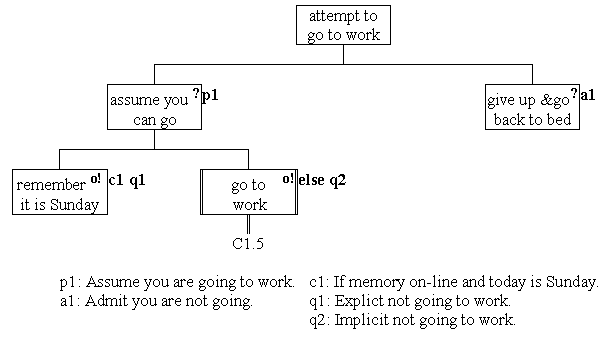 attempt to
go to work
assume you ? p1
can go
give up &go ? a1
back to bed
remember o! c1 q1
it is Sunday
go to o! else q2
work
C1.5
p1: Assume you are going to work.
a1: Admit you are not going.
c1: If memory on-line and today is Sunday.
q1: Explict not going to work.
q2: Implicit not going to work.